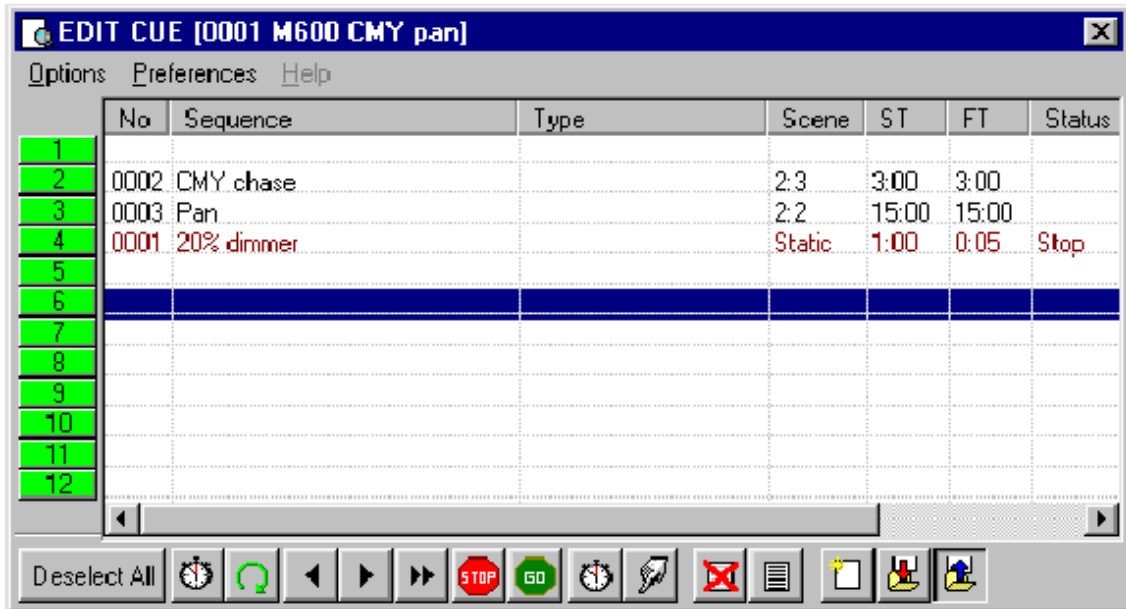 EDIT CUE [0001 M600 CMY pan]
Options Preferences Help
No Sequence Type Scene ST FT Status
1
2 0002 CMY chase 2:3 3:00 3:00
3 0003 Pan 2:2 15:00 15:00
4 0001 20% dimmer Static 1:00 0:05 Stop
5
6
7
8
9
10
11
12
Deselect All STOP GO